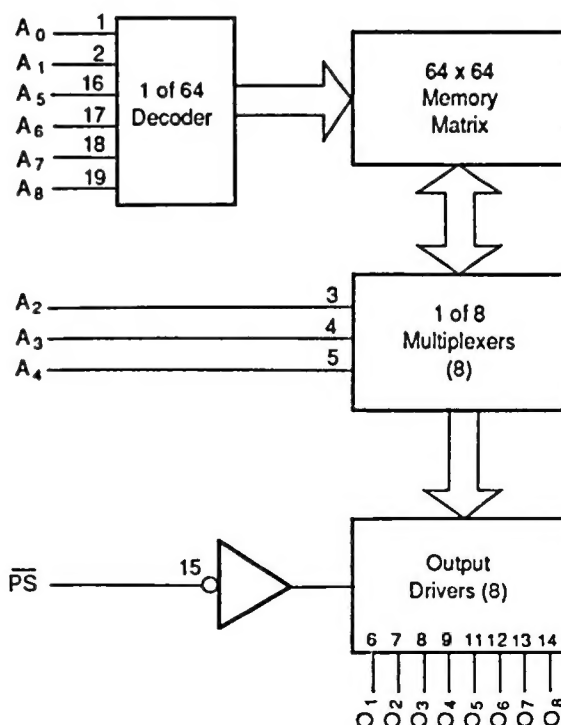 A0 1
A1 2
A5 16
A6 17
A7 18
A8 19
1 of 64
Decoder
64 x 64
Memory
Matrix
A2 3
A3 4
A4 5
1 of 8
Multiplexers
(8)
PS 15
Output
Drivers (8)
6 7 8 9 11 12 13 14
O1 O2 O3 O4 O5 O6 O7 O8